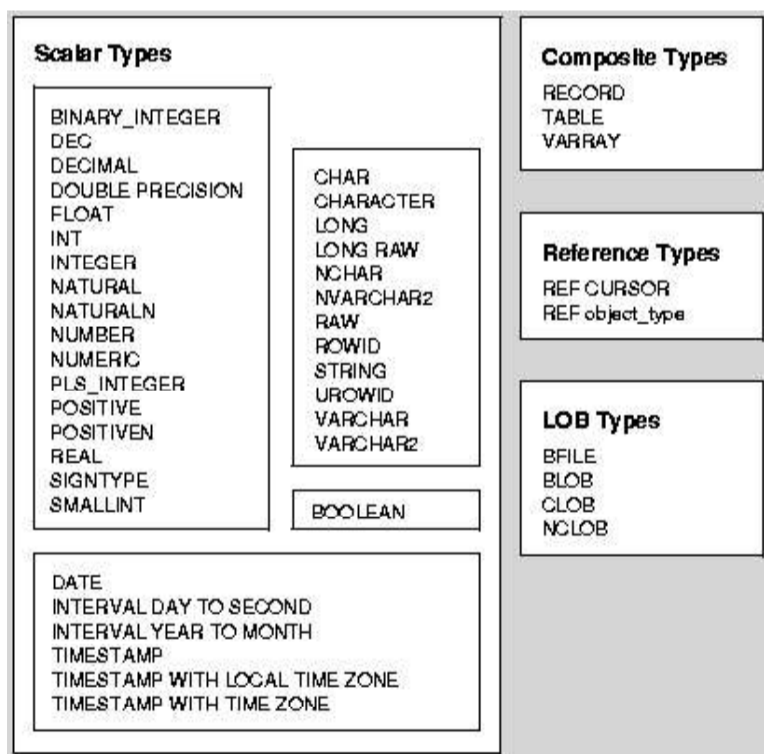 Scalar Types
BINARY_INTEGER
DEC
DECIMAL
DOUBLE PRECISION
FLOAT
INT
INTEGER
NATURAL
NATURALN
NUMBER
NUMERIC
PLS_INTEGER
POSITIVE
POSITIVEN
REAL
SIGNTYPE
SMALLINT
CHAR
CHARACTER
LONG
LONG RAW
NCHAR
NVARCHAR2
RAW
ROWID
STRING
UROWID
VARCHAR
VARCHAR2
BOOLEAN
DATE
INTERVAL DAY TO SECOND
INTERVAL YEAR TO MONTH
TIMESTAMP
TIMESTAMP WITH LOCAL TIME ZONE
TIMESTAMP WITH TIME ZONE
Composite Types
RECORD
TABLE
VARRAY
Reference Types
REF CURSOR
REF object_type
LOB Types
BFILE
BLOB
CLOB
NCLOB